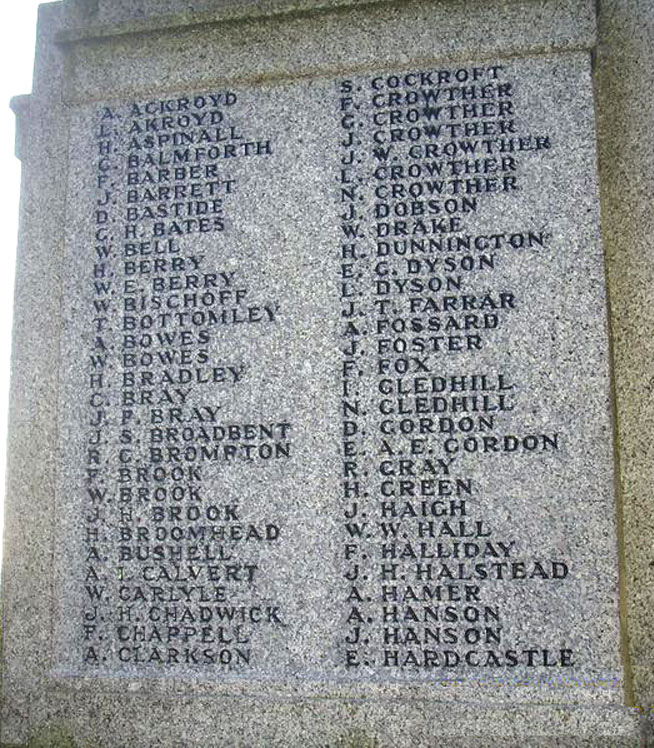 A. ACKROYD
L. AKROYD
H. ASPINALL
G. BALMFORTH
F. BARBER
J. BARRETT
D. BASTIDE
G. H. BATES
W. BELL
H. BERRY
W. E. BERRY
W. BISCHOFF
T. BOTTOMLEY
A. BOWES
W. BOWES
H. BRADLEY
C. BRAY
J. F. BRAY
J. S. BROADBENT
R. G. BROMPTON
F. BROOK
W. BROOK
J. H. BROOK
H. BROOMHEAD
A. BUSHELL
A. I. CALVERT
W. CARLYLE
J. H. CHADWICK
F. CHAPPELL
A. CLARKSON
S. COCKROFT
F. CROWTHER
G. CROWTHER
J. CROWTHER
J. W. CROWTHER
L. CROWTHER
N. CROWTHER
J. DOBSON
W. DRAKE
H. DUNNINGTON
E. G. DYSON
L. DYSON
J. T. FARRAR
A. FOSSARD
J. FOSTER
F. FOX
GLEDHILL
N. GLEDHILL
D. GORDON
E. A. E. GORDON
R. GRAY
H. GREEN
J. HAIGH
W. W. HALL
F. HALLIDAY
J. H. HALSTEAD
A. HAMER
A. HANSON
J. HANSON
E. HARDCASTLE